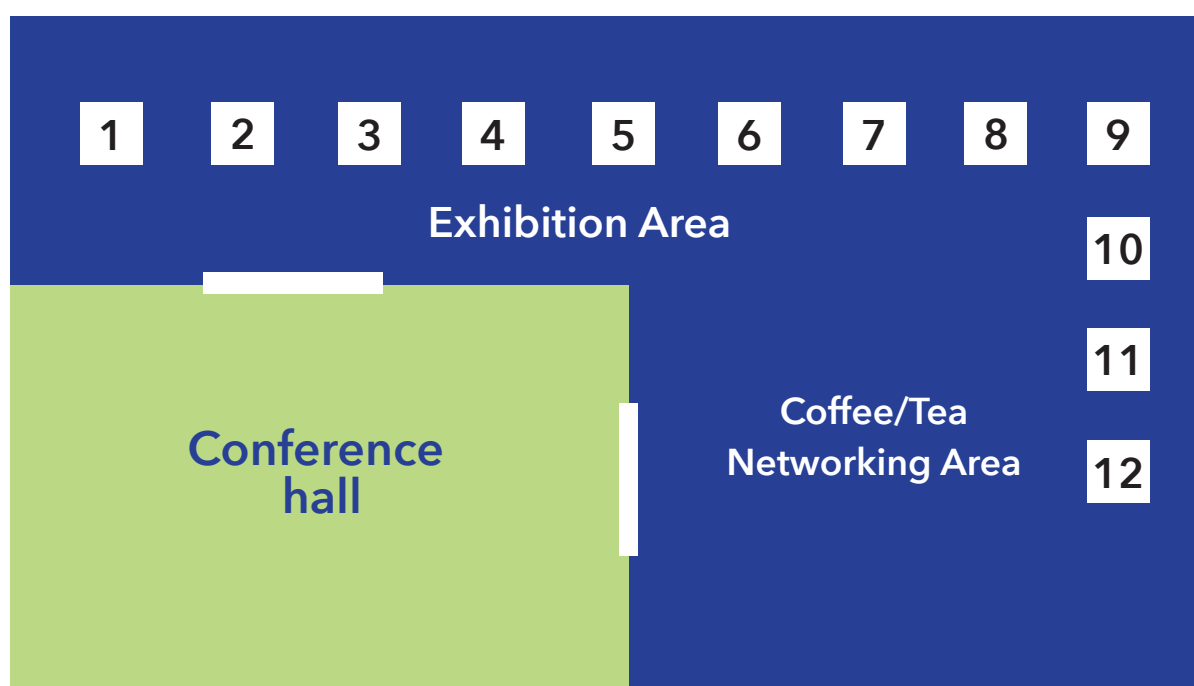 1 2 3 4 5 6 7 8 9
Exhibition Area
10
11
Coffee/Tea
Networking Area
12
Conference
hall